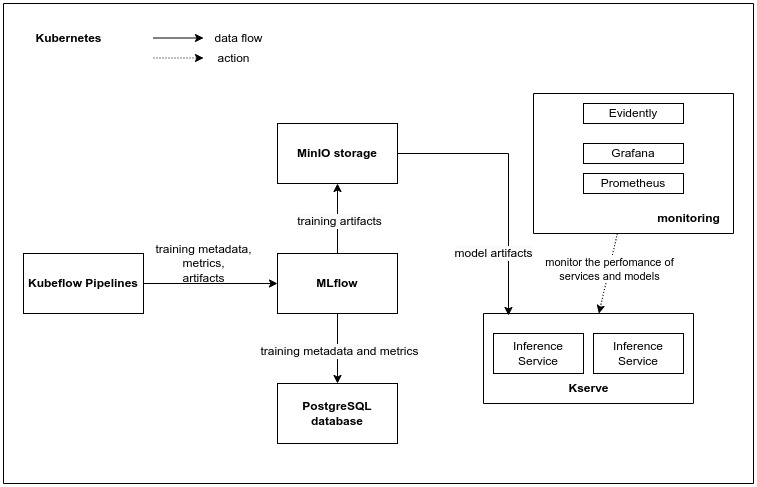 Kubernetes
data flow
action
Evidently
Grafana
Prometheus
monitoring
MinIO storage
training artifacts
model artifacts
monitor the perfomance of
services and models
training metadata,
metrics,
artifacts
Kubeflow Pipelines
MLflow
training metadata and metrics
Inference
Service
Inference
Service
Kserve
PostgreSQL
database